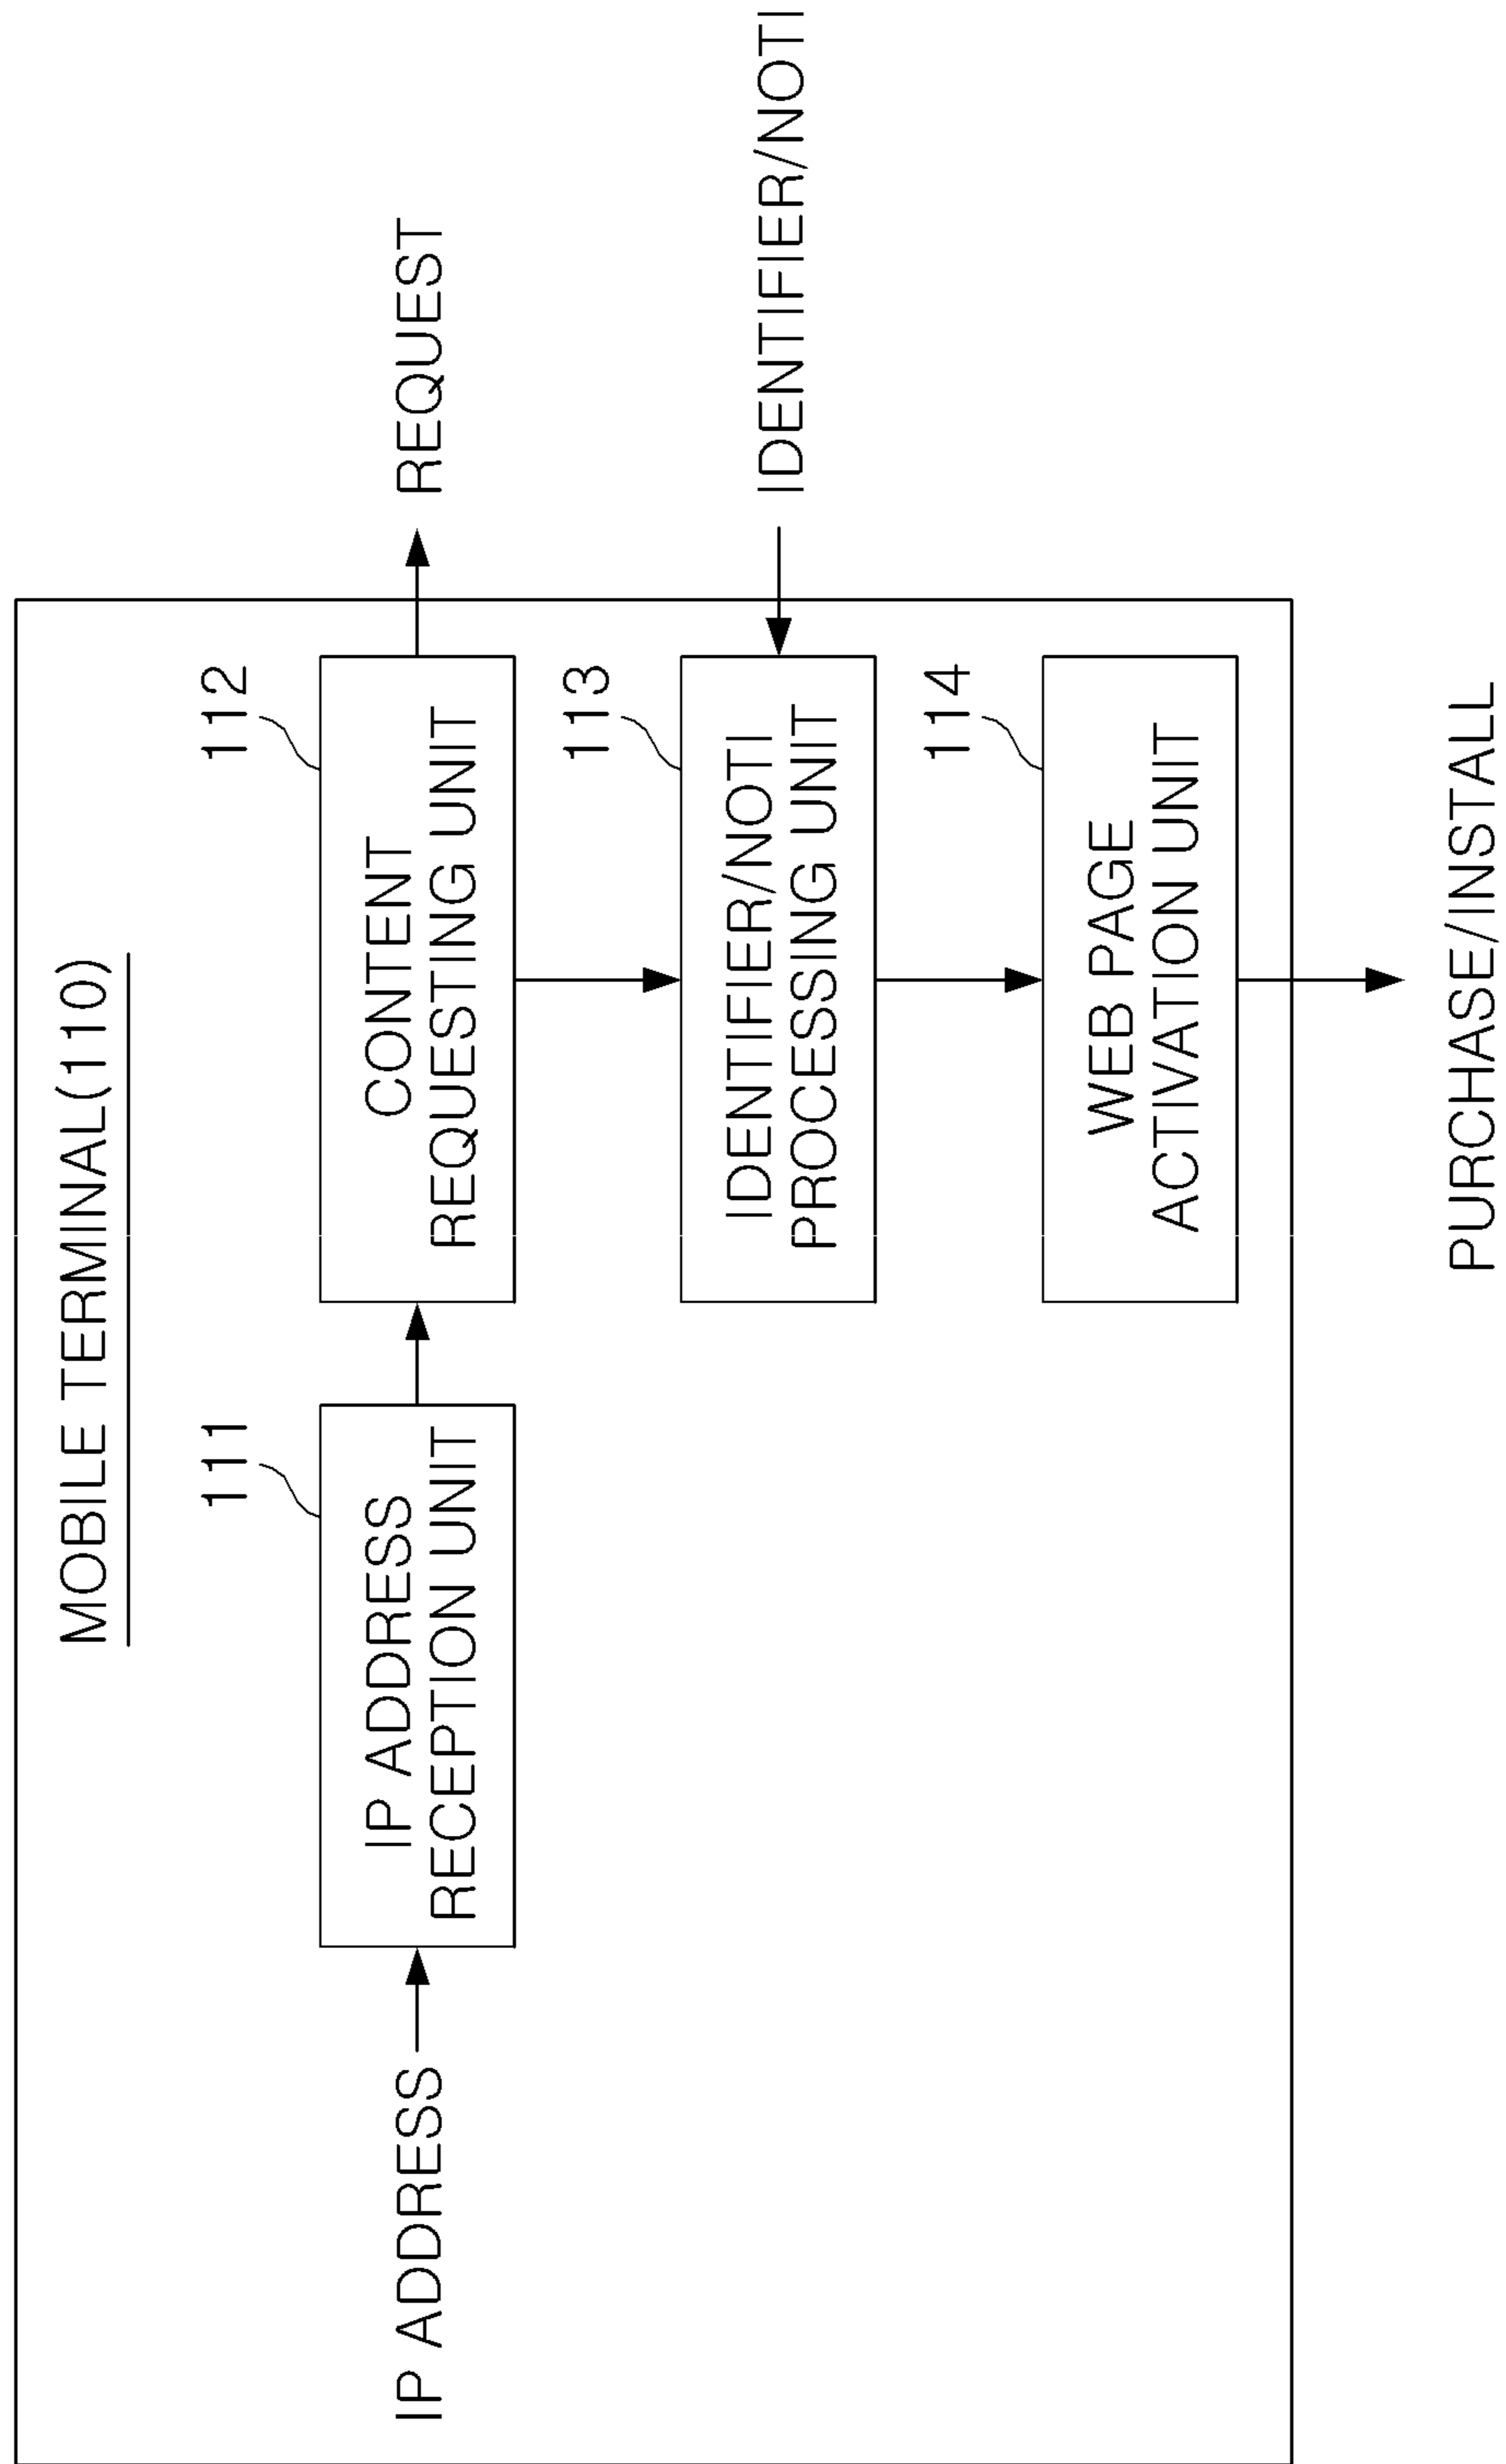 MOBILE TERMINAL(110)
111
112
IP ADDRESS
IP ADDRESS
RECEPTION UNIT
CONTENT
REQUESTING UNIT
REQUEST
113
IDENTIFIER/NOTI
PROCESSING UNIT
IDENTIFIER/NOTI
114
WEB PAGE
ACTIVATION UNIT
PURCHASE/INSTALL